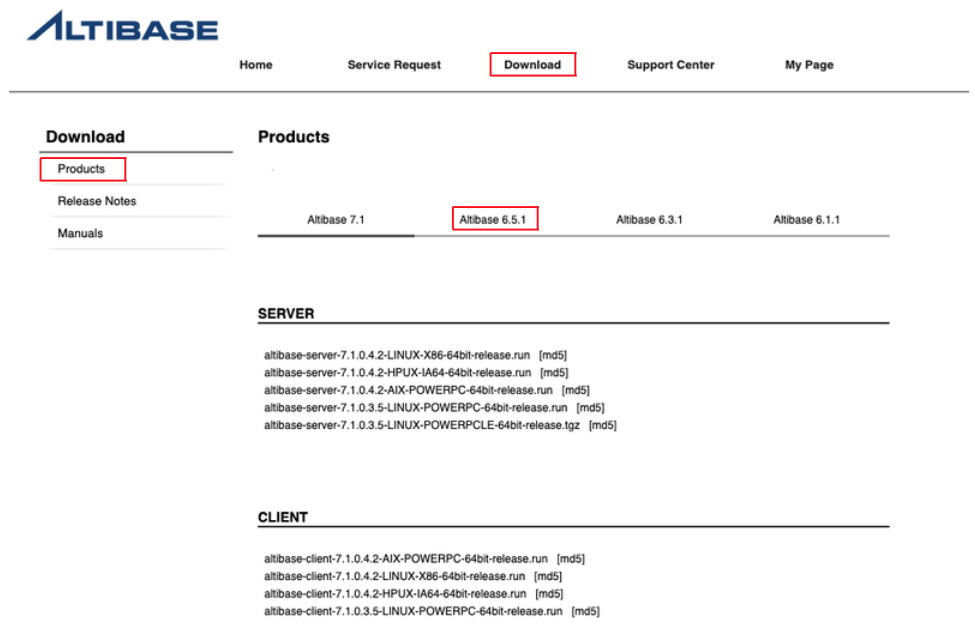 ALTIBASE
Home Service Request Download Support Center My Page
Download
Products
Release Notes
Manuals
Products
Altibase 7.1 Altibase 6.5.1 Altibase 6.3.1 Altibase 6.1.1
SERVER
altibase-server-7.1.0.4.2-LINUX-X86-64bit-release.run [md5]
altibase-server-7.1.0.4.2-HPUX-IA64-64bit-release.run [md5]
altibase-server-7.1.0.4.2-AIX-POWERPC-64bit-release.run [md5]
altibase-server-7.1.0.3.5-LINUX-POWERPC-64bit-release.run [md5]
altibase-server-7.1.0.3.5-LINUX-POWERPCLE-64bit-release.tgz [md5]
CLIENT
altibase-client-7.1.0.4.2-AIX-POWERPC-64bit-release.run [md5]
altibase-client-7.1.0.4.2-LINUX-X86-64bit-release.run [md5]
altibase-client-7.1.0.4.2-HPUX-IA64-64bit-release.run [md5]
altibase-client-7.1.0.3.5-LINUX-POWERPC-64bit-release.run [md5]